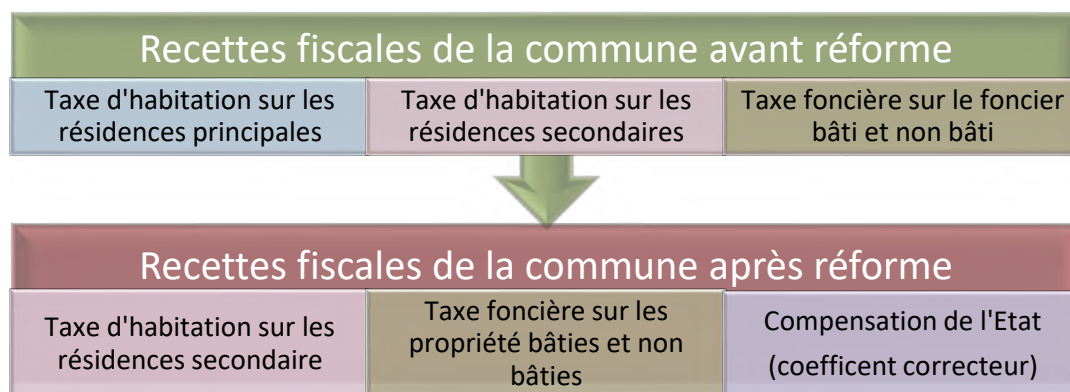 Recettes fiscales de la commune avant réforme
Taxe d'habitation sur les
résidences principales
Taxe d'habitation sur les
résidences secondaires
Taxe foncière sur le foncier
bâti et non bâti
Recettes fiscales de la commune après réforme
Taxe d'habitation sur les
résidences secondaire
Taxe foncière sur les
propriété bâties et non
bâties
Compensation de l'Etat
(coefficent correcteur)